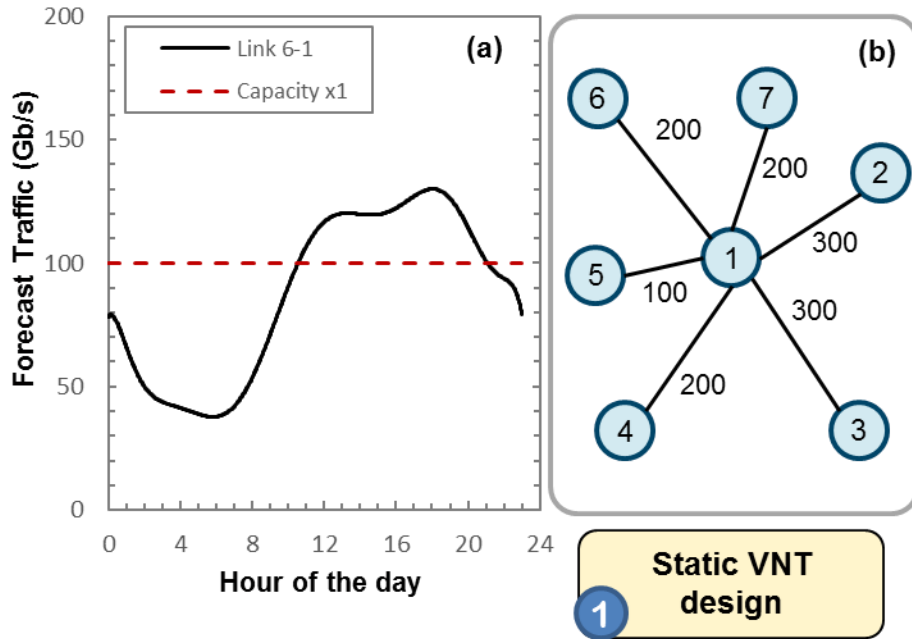 (a)
Link 6-1
Capacity x1
Forecast Traffic (Gb/s)
200
150
100
50
0
0 4 8 12 16 20 24
Hour of the day
(b)
6
7
2
200
200
300
5
1
100
300
200
4
3
Static VNT
design
1